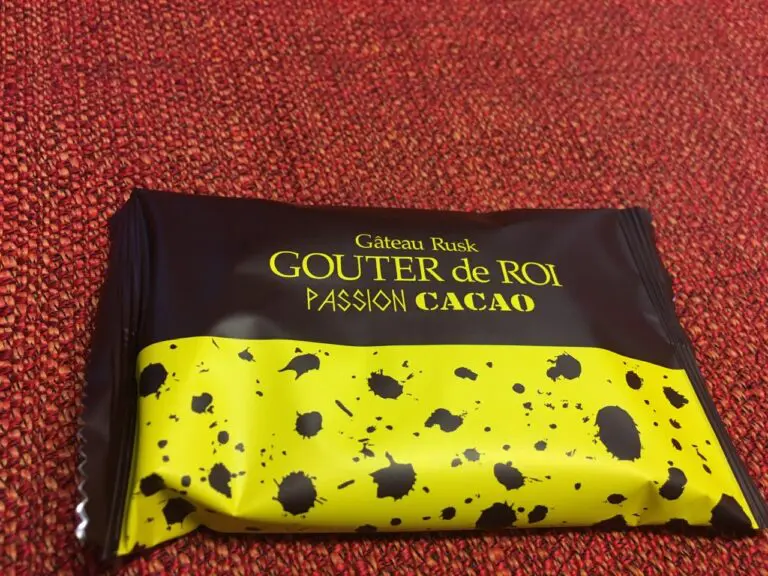 Gâteau Rusk
GOUTER de ROI
PASSION CACAO